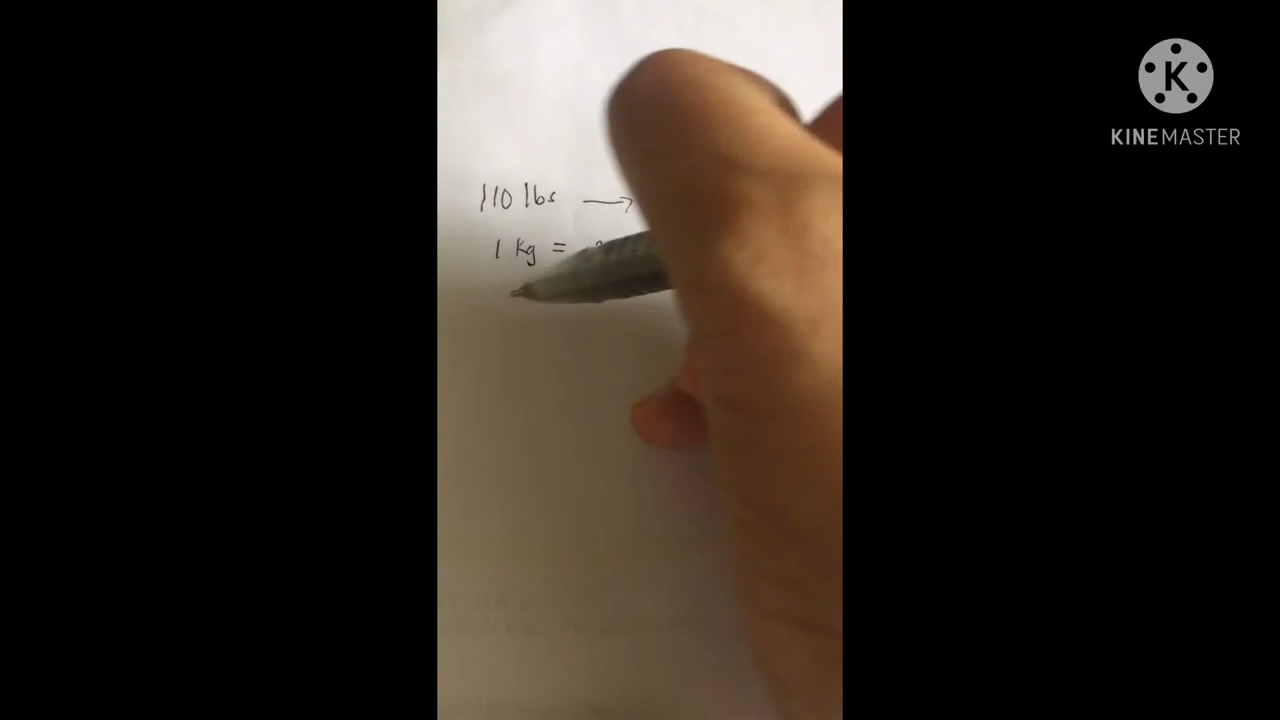 110 lbs →
1 kg =
K
KINEMASTER